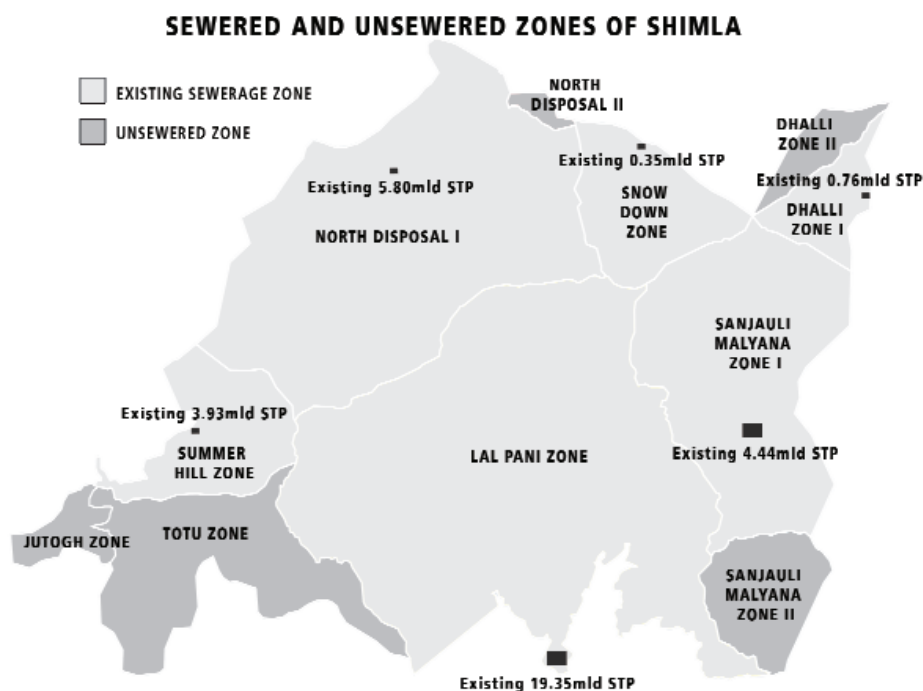 SEWERED AND UNSEWERED ZONES OF SHIMLA
EXISTING SEWERAGE ZONE
UNSEWERED ZONE
NORTH
DISPOSAL II
DHALLI
ZONE II
Existing 0.35mld STP
Existing 5.80mld STP
Existing 0.76mld STP
SNOW
DOWN
ZONE
DHALLI
ZONE I
NORTH DISPOSAL I
SANJAULI
MALYANA
ZONE I
Existing 3.93mld STP
SUMMER
HILL ZONE
LAL PANI ZONE
Existing 4.44mld STP
JUTOGH ZONE
TOTU ZONE
SANJAULI
MALYANA
ZONE II
Existing 19.35mld STP